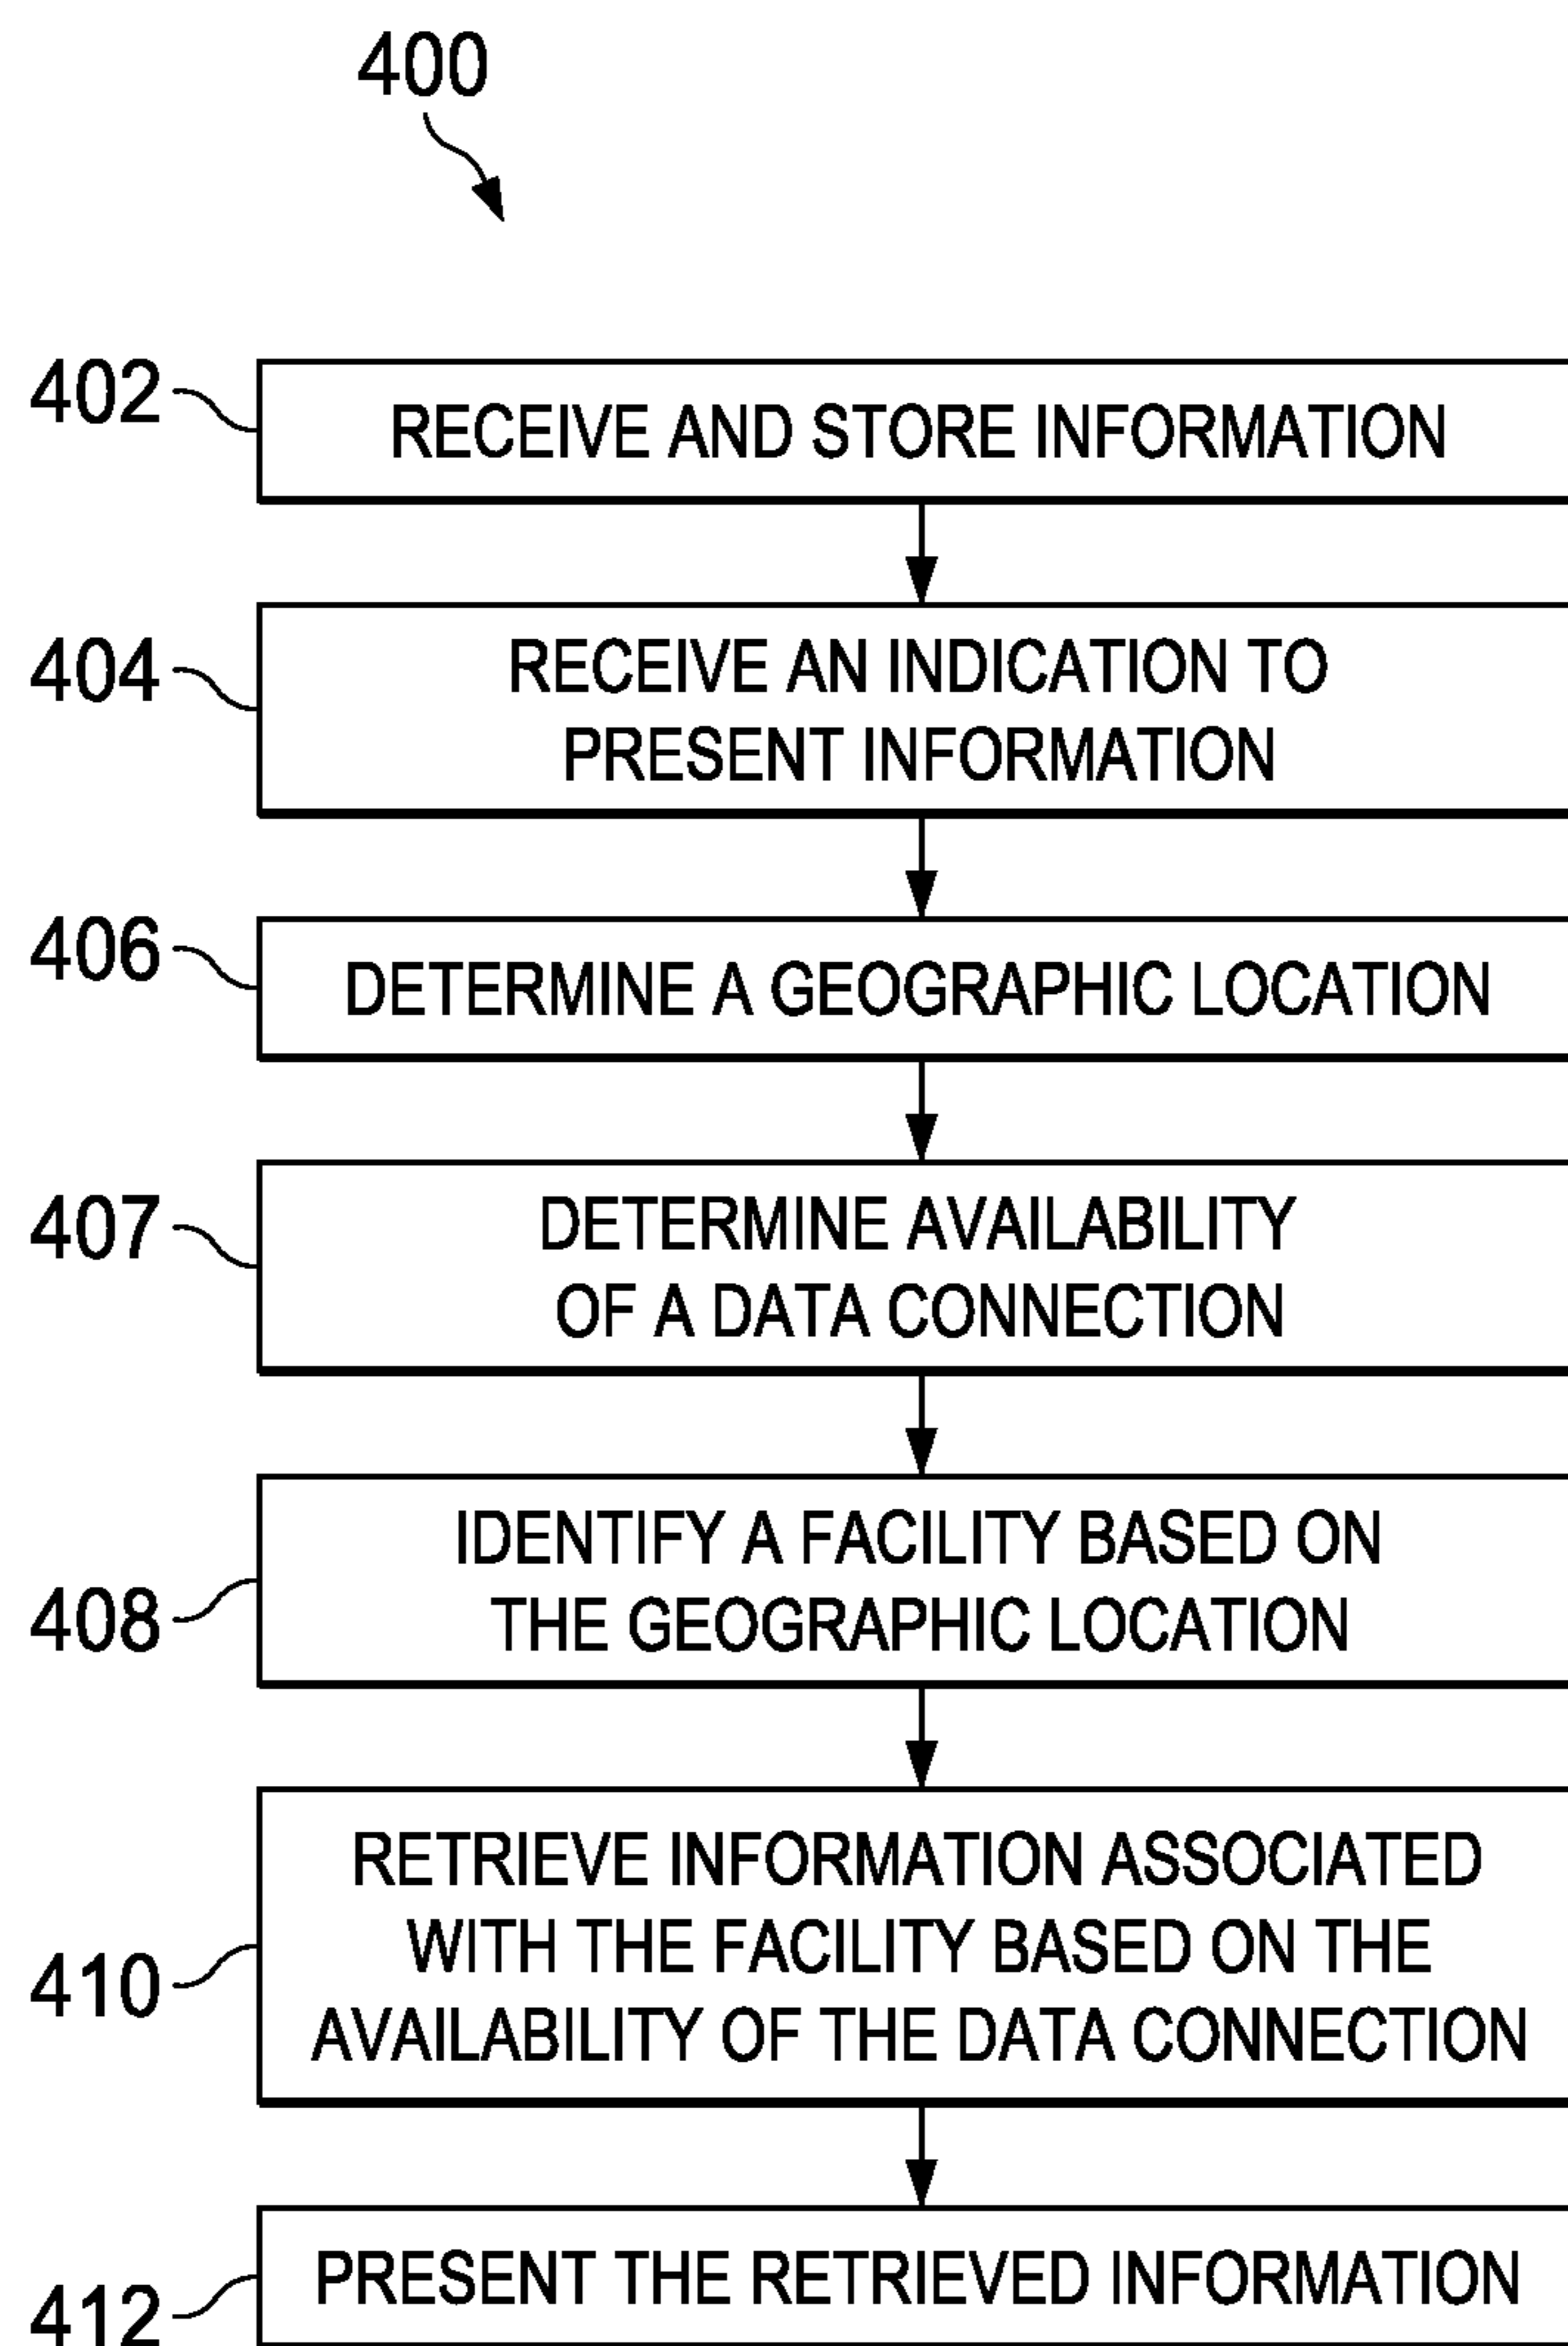 400
402
RECEIVE AND STORE INFORMATION
404
RECEIVE AN INDICATION TO
PRESENT INFORMATION
406
DETERMINE A GEOGRAPHIC LOCATION
407
DETERMINE AVAILABILITY
OF A DATA CONNECTION
408
IDENTIFY A FACILITY BASED ON
THE GEOGRAPHIC LOCATION
410
RETRIEVE INFORMATION ASSOCIATED
WITH THE FACILITY BASED ON THE
AVAILABILITY OF THE DATA CONNECTION
412
PRESENT THE RETRIEVED INFORMATION